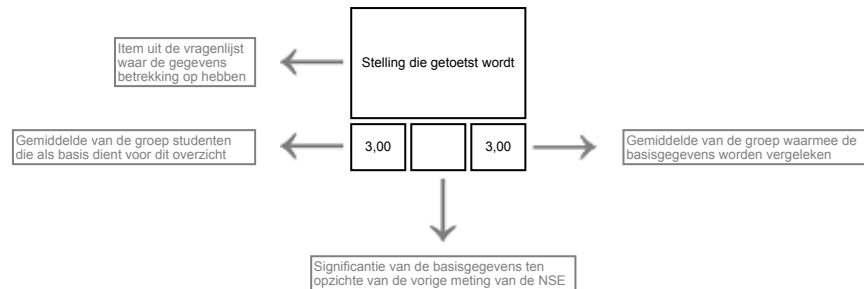 Item uit de vragenlijst
waar de gegevens
betrekking op hebben
Stelling die getoetst wordt
Gemiddelde van de groep studenten
die als basis dient voor dit overzicht
3,00
3,00
Gemiddelde van de groep waarmee de
basisgegevens worden vergeleken
Significantie van de basisgegevens ten
opzichte van de vorige meting van de NSE